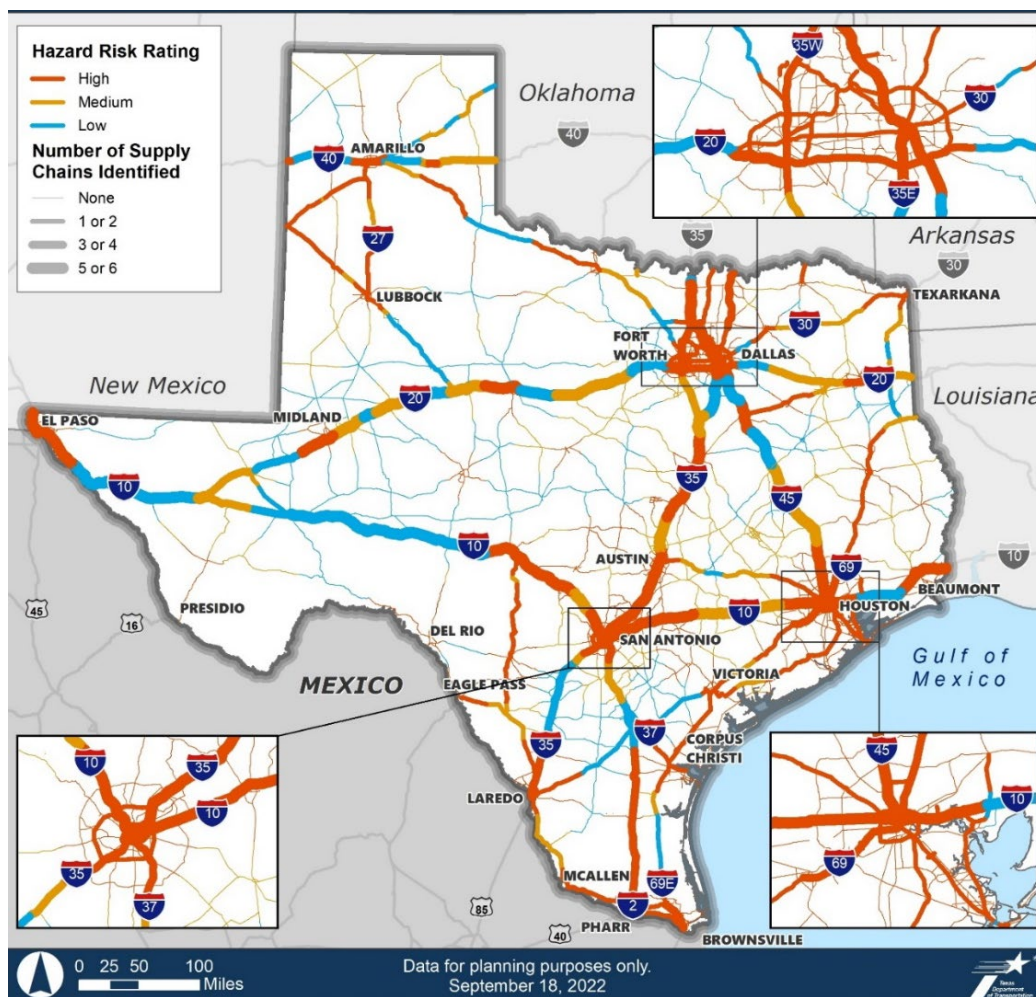 Hazard Risk Rating
High
Medium
Low
Number of Supply
Chains Identified
None
1 or 2
3 or 4
5 or 6
Oklahoma
40
35
Arkansas
30
New Mexico
Louisiana
10
MEXICO
Gulf of
Mexico
45
16
85
40
AMARILLO
40
27
LUBBOCK
FORT
WORTH
DALLAS
30
TEXARKANA
20
20
MIDLAND
EL PASO
10
10
35
45
AUSTIN
69
BEAUMONT
HOUSTON
10
SAN ANTONIO
PRESIDIO
DEL RIO
EAGLE PASS
VICTORIA
35
37
CORPUS
CHRISTI
LAREDO
MCALLEN
69E
2
PHARR
BROWNSVILLE
35W
30
20
35E
10
35
10
35
37
45
10
69
0 25 50 100
Miles
Data for planning purposes only.
September 18, 2022
Texas
Department
of Transportation